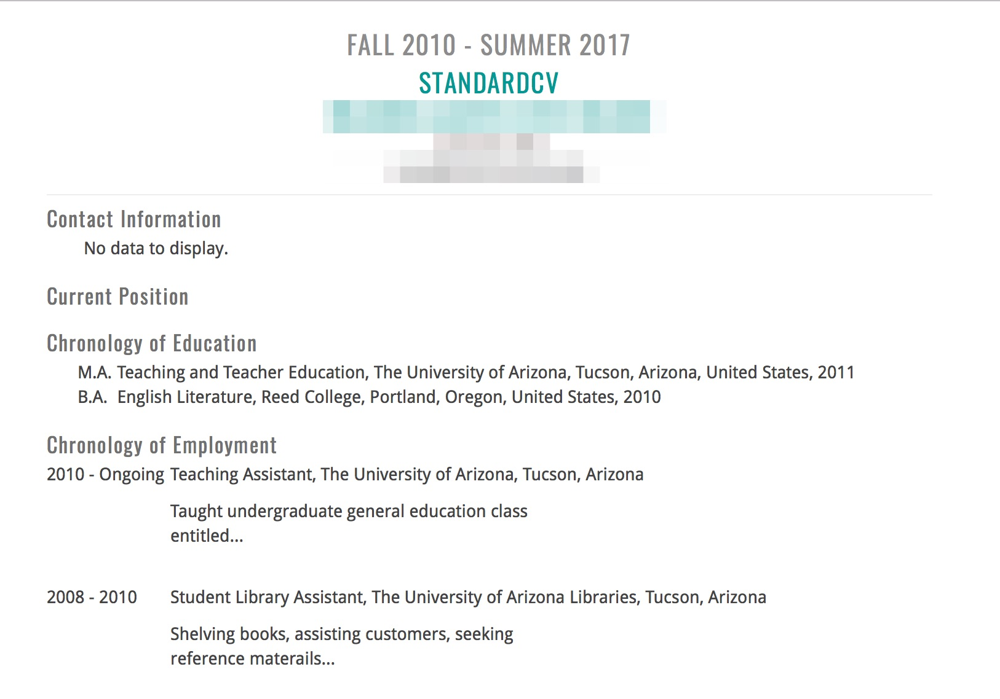 FALL 2010 - SUMMER 2017
STANDARDCV
Contact Information
No data to display.
Current Position
Chronology of Education
M.A. Teaching and Teacher Education, The University of Arizona, Tucson, Arizona, United States, 2011
B.A. English Literature, Reed College, Portland, Oregon, United States, 2010
Chronology of Employment
2010 - Ongoing Teaching Assistant, The University of Arizona, Tucson, Arizona
Taught undergraduate general education class
entitled...
2008 - 2010 Student Library Assistant, The University of Arizona Libraries, Tucson, Arizona
Shelving books, assisting customers, seeking
reference materails...